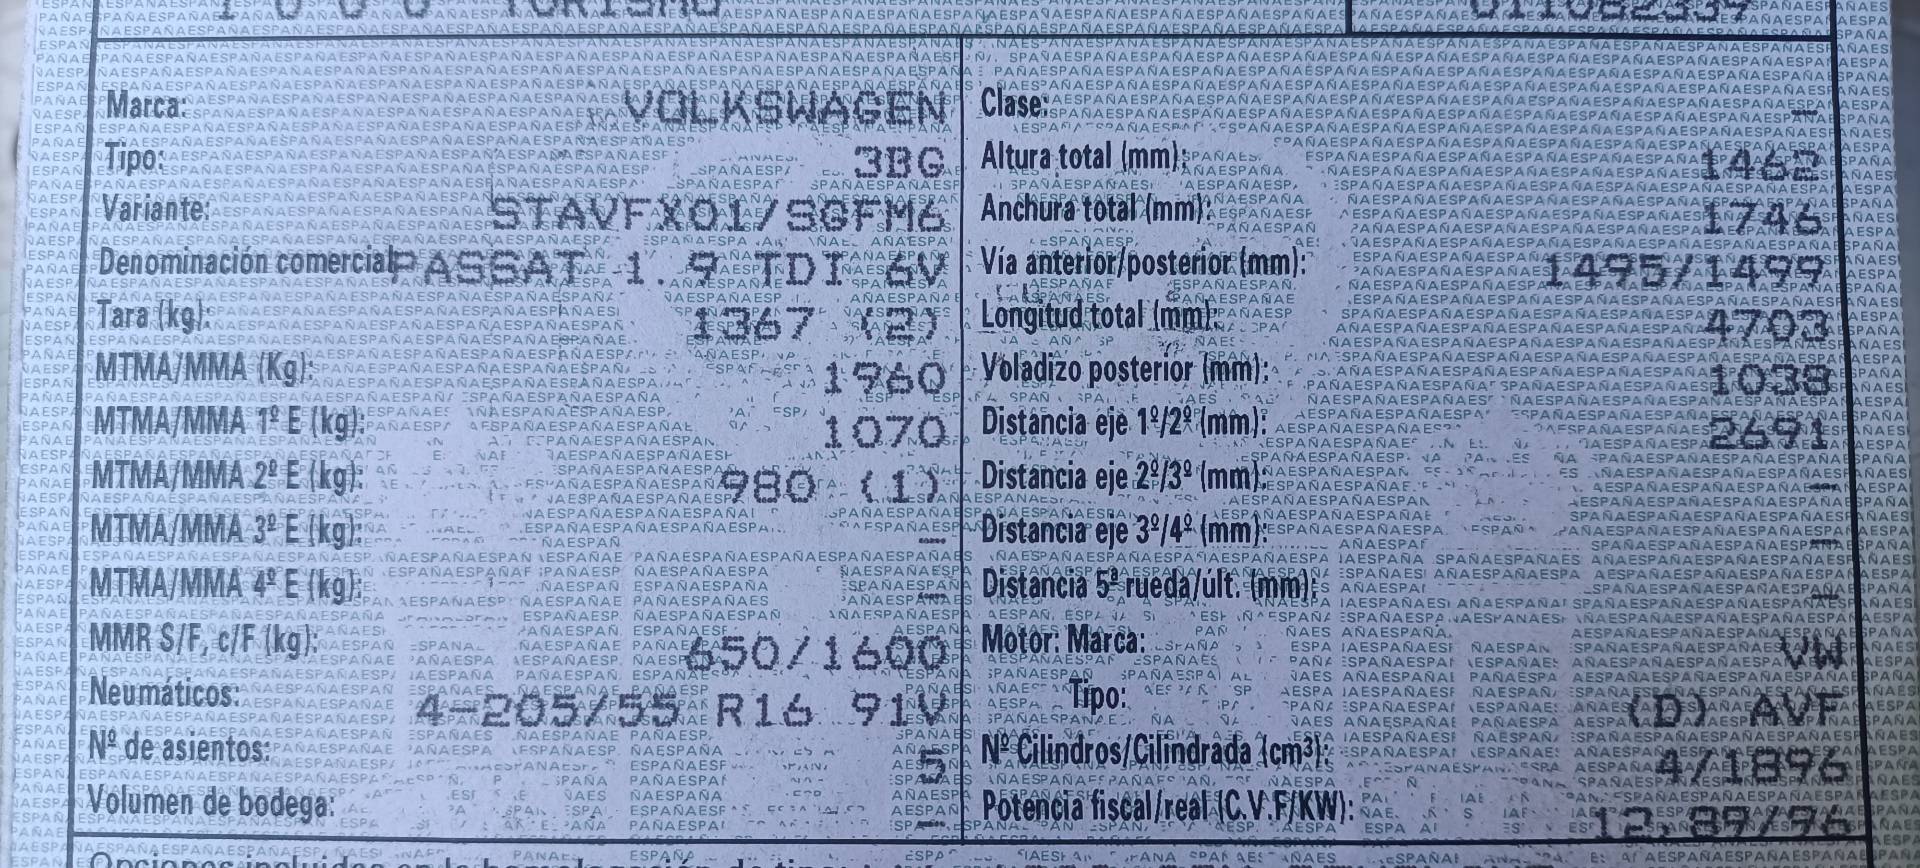 1 0 0 0 TURISMO
Marca: VOLKSWAGEN
Tipo: 3BG
Variante: STAVFX01/SGFM6
Denominación comercial PASSAT 1.9 TDI 6V
Tara (kg): 1367 (2)
MTMA/MMA (Kg): 1960
MTMA/MMA 1º E (kg): 1070
MTMA/MMA 2º E (kg): 980 (1)
MTMA/MMA 3º E (kg): —
MTMA/MMA 4º E (kg): —
MMR S/F, c/F (kg): 650/1600
Neumáticos: 4-205/55 R16 91V
Nº de asientos: 5
Volumen de bodega: —
Clase: —
Altura total (mm): 1462
Anchura total (mm): 1746
Vía anterior/posterior (mm): 1495/1499
Longitud total (mm): 4703
Voladizo posterior (mm): 1038
Distancia eje 1º/2º (mm): 2691
Distancia eje 2º/3º (mm): —
Distancia eje 3º/4º (mm): —
Distancia 5ª rueda/últ. (mm): —
Motor: Marca: VW
Tipo: (D) AVF
Nº Cilindros/Cilindrada (cm³): 4/1896
Potencia fiscal/real (C.V.F/KW): 12,89/96